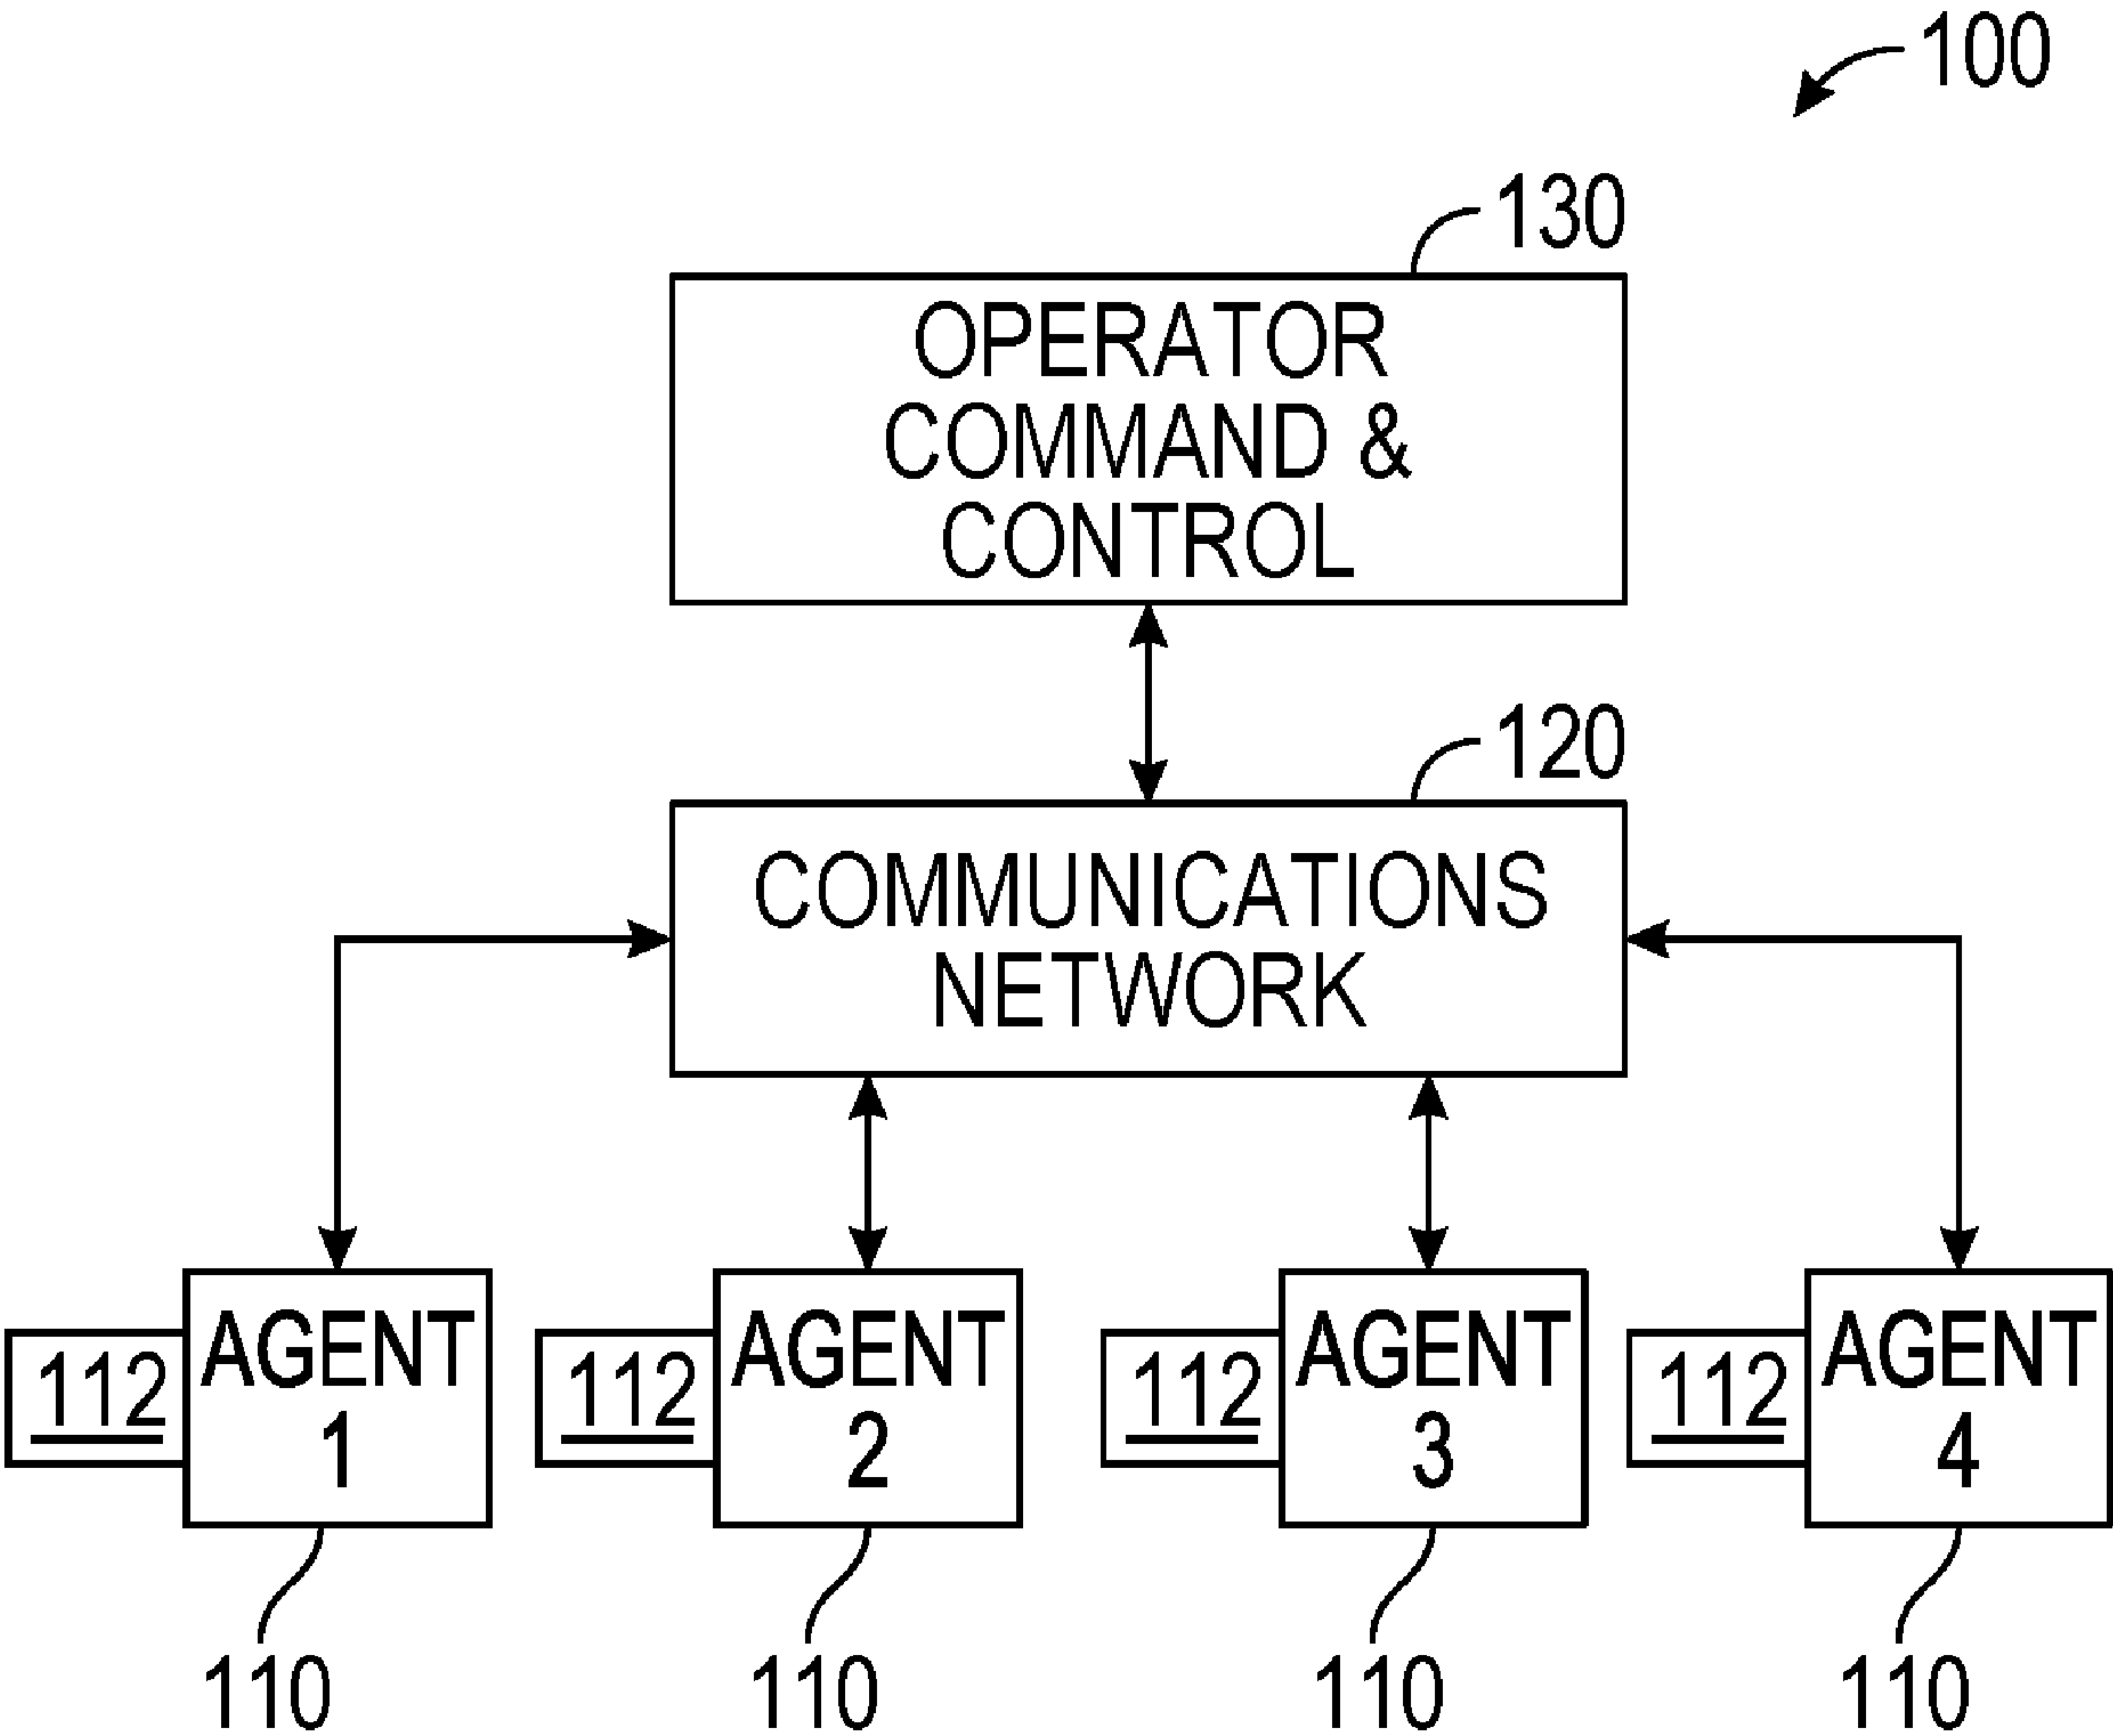 100
130
OPERATOR
COMMAND &
CONTROL
120
COMMUNICATIONS
NETWORK
112
AGENT
1
112
AGENT
2
112
AGENT
3
112
AGENT
4
110
110
110
110